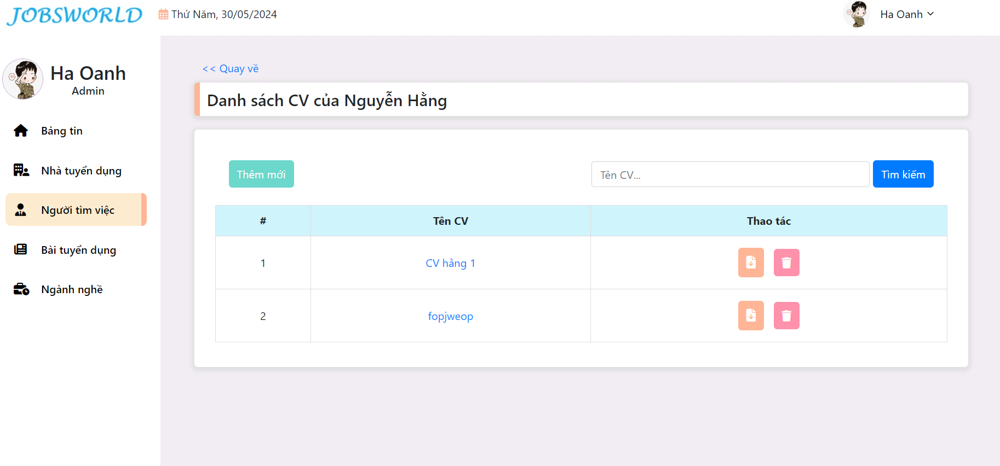 JOBSWORLD
Thứ Năm, 30/05/2024
Ha Oanh
Ha Oanh
Admin
Bảng tin
Nhà tuyển dụng
Người tìm việc
Bài tuyển dụng
Ngành nghề
<< Quay về
Danh sách CV của Nguyễn Hằng
Thêm mới
Tên CV...
Tìm kiếm
# Tên CV Thao tác
1 CV hằng 1
2 fopjweop